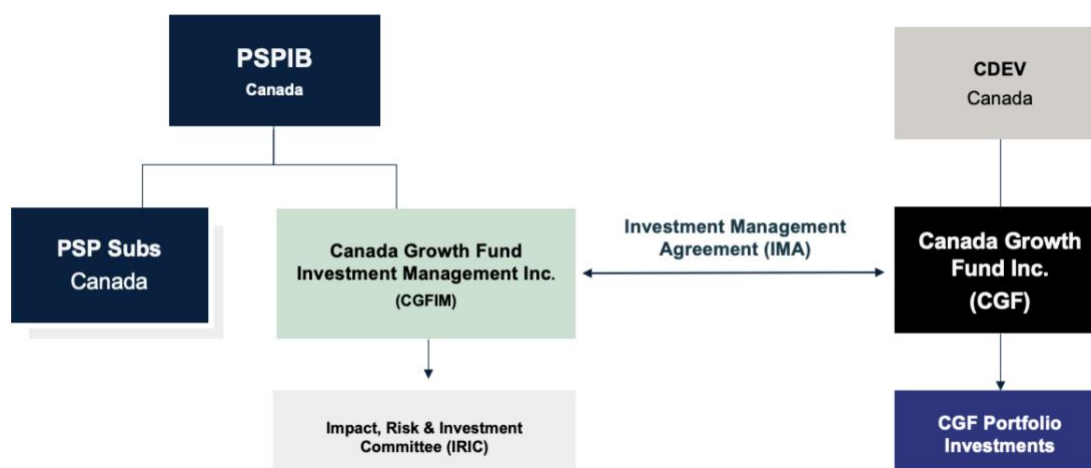 PSPIB
Canada
CDEV
Canada
PSP Subs
Canada
Canada Growth Fund
Investment Management Inc.
(CGFIM)
Investment Management
Agreement (IMA)
Canada Growth
Fund Inc.
(CGF)
Impact, Risk & Investment
Committee (IRIC)
CGF Portfolio
Investments